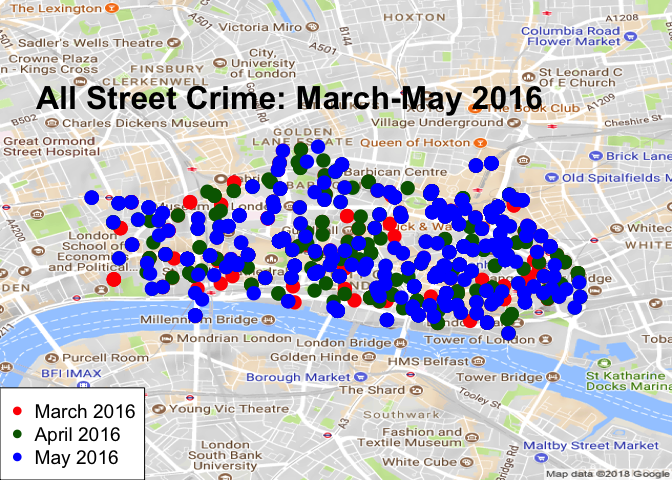 The Lexington
HOXTON
A1208
A501
Victoria Miro
B144
Columbia Road
Flower Market
Sadler's Wells Theatre
A501
Crowne Plaza
- Kings Cross
FINSBURY
CLERKENWELL
City,
University
of London
St Leonard C
Of E Church
All Street Crime: March-May 2016
The Book Club
A1209
B502
Charles Dickens Museum
Village Underground
Cheshire St
GOLDEN
LANE ESTATE
Great Ormond
Street Hospital
Queen of Hoxton
Brick Lane
Barbican Centre
Old Spitalfields M
A4200
London
School of
Economics
and Political...
WHITE
Millennium Bridge
Mondrian London
London Bridge
Tower of London
Purcell Room
Golden Hinde
HMS Belfast
BFI IMAX
Borough Market
Tower Bridge
St Katharine
Docks Marina
The Shard
Tooley St
March 2016
April 2016
May 2016
Young Vic Theatre
Southwark
A3
London
South Bank
University
Fashion and
Textile Museum
White Cube
Bridge Rd
Maltby Street Market
Map data ©2018 Google